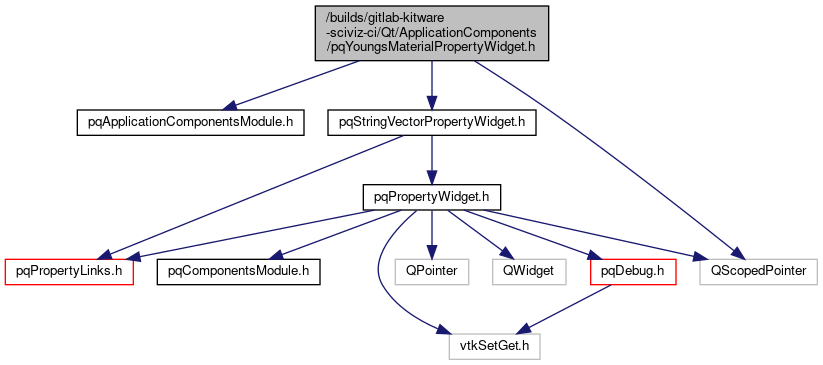 /builds/gitlab-kitware
-sciviz-ci/Qt/ApplicationComponents
/pqYoungsMaterialPropertyWidget.h
pqApplicationComponentsModule.h
pqStringVectorPropertyWidget.h
pqPropertyWidget.h
pqPropertyLinks.h
pqComponentsModule.h
QPointer
QWidget
pqDebug.h
QScopedPointer
vtkSetGet.h